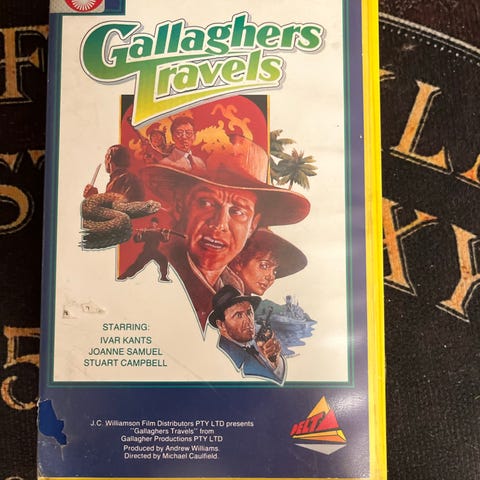 Gallaghers
Travels
STARRING:
IVAR KANTS
JOANNE SAMUEL
STUART CAMPBELL
J.C. Williamson Film Distributors PTY LTD presents
"Gallaghers Travels" from
Gallagher Productions PTY LTD
Produced by Andrew Williams.
Directed by Michael Caulfield.